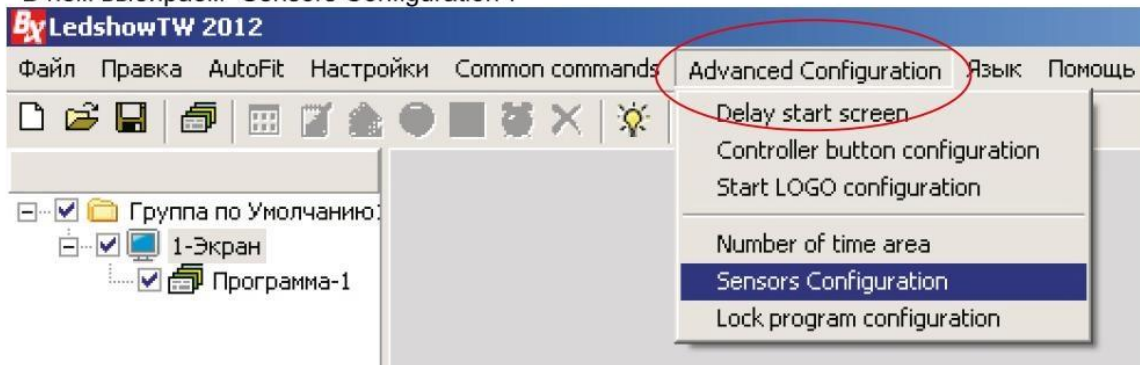 "Sensors Configuration".
BX LedshowTW 2012
Файл Правка AutoFit Настройки Common commands Advanced Configuration Язык Помощь
Delay start screen
Controller button configuration
Start LOGO configuration
Группа по Умолчанию
1-Экран
Number of time area
Программа-1
Sensors Configuration
Lock program configuration